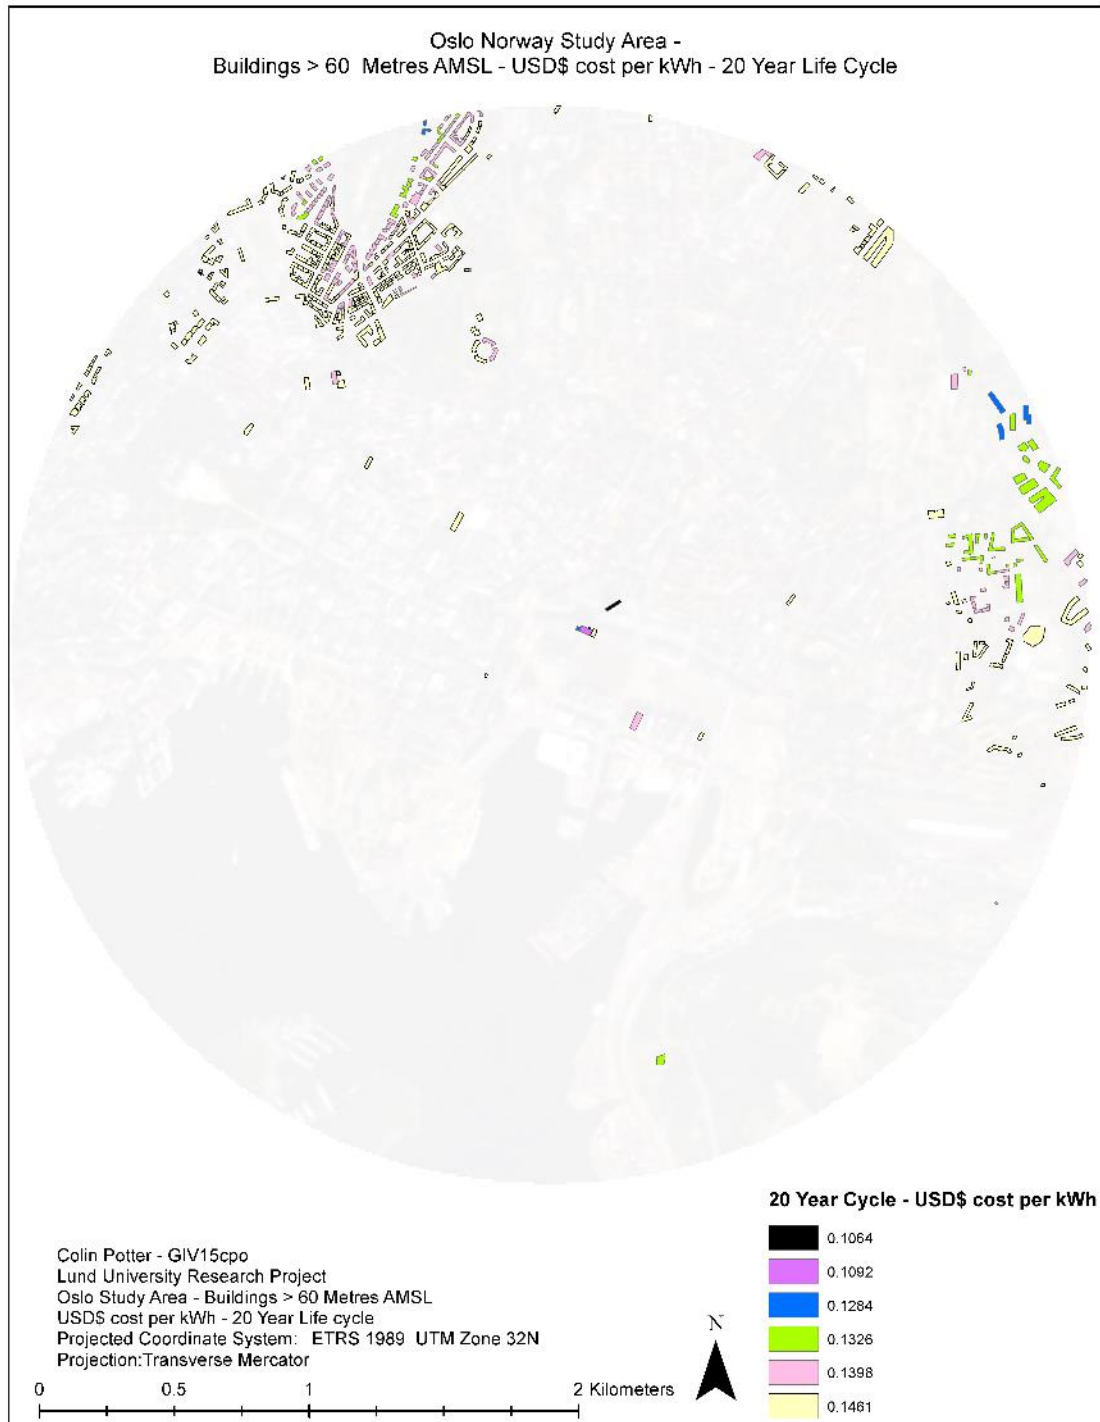 Oslo Norway Study Area -
Buildings > 60 Metres AMSL - USD$ cost per kWh - 20 Year Life Cycle
20 Year Cycle - USD$ cost per kWh
0.1064
0.1092
0.1284
0.1326
0.1398
0.1461
N
Colin Potter - GIV15cpo
Lund University Research Project
Oslo Study Area - Buildings > 60 Metres AMSL
USD$ cost per kWh - 20 Year Life cycle
Projected Coordinate System: ETRS 1989 UTM Zone 32N
Projection:Transverse Mercator
0 0.5 1 2 Kilometers